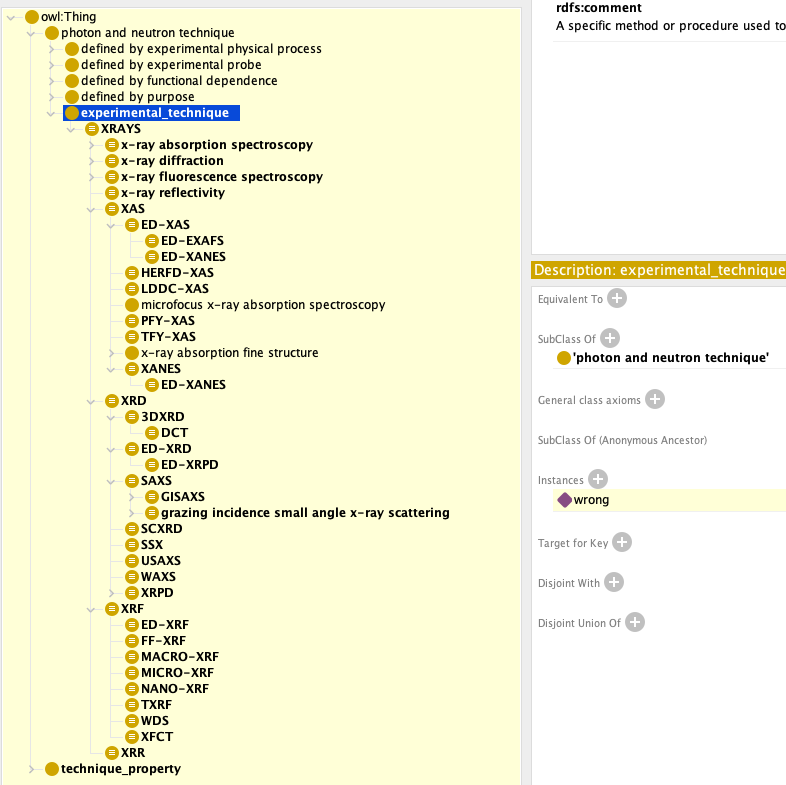 owl:Thing
photon and neutron technique
defined by experimental physical process
defined by experimental probe
defined by functional dependence
defined by purpose
experimental_technique
XRAYS
x-ray absorption spectroscopy
x-ray diffraction
x-ray fluorescence spectroscopy
x-ray reflectivity
XAS
ED-XAS
ED-EXAFS
ED-XANES
HERFD-XAS
LDDC-XAS
microfocus x-ray absorption spectroscopy
PFY-XAS
TFY-XAS
x-ray absorption fine structure
XANES
ED-XANES
XRD
3DXRD
DCT
ED-XRD
ED-XRPD
SAXS
GISAXS
grazing incidence small angle x-ray scattering
SCXRD
SSX
USAXS
WAXS
XRPD
XRF
ED-XRF
FF-XRF
MACRO-XRF
MICRO-XRF
NANO-XRF
TXRF
WDS
XFCT
XRR
technique_property
rdfs:comment
A specific method or procedure used to
Description: experimental_technique
Equivalent To
SubClass Of
'photon and neutron technique'
General class axioms
SubClass Of (Anonymous Ancestor)
Instances
wrong
Target for Key
Disjoint With
Disjoint Union Of